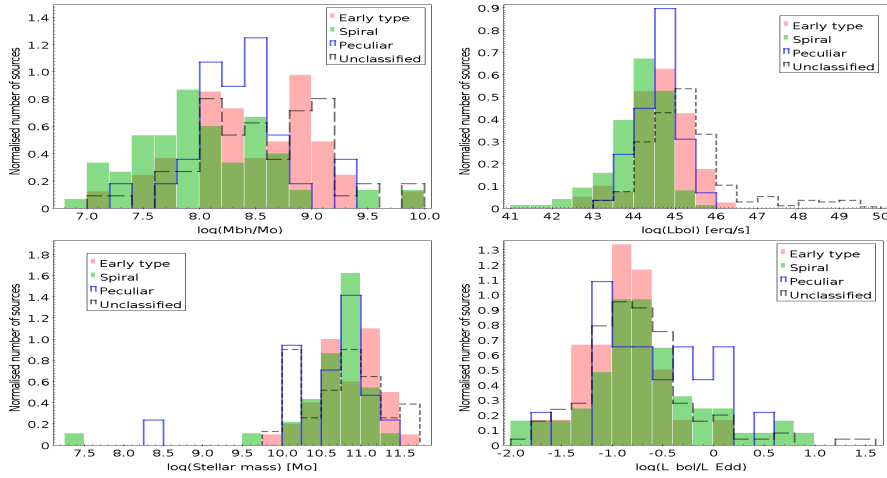 Normalised number of sources
1.4
1.2
1.0
0.8
0.6
0.4
0.2
0
Early type
Spiral
Peculiar
Unclassified
7.0 7.5 8.0 8.5 9.0 9.5 10.0
log(Mbh/Mo)
Normalised number of sources
0.9
0.8
0.7
0.6
0.5
0.4
0.3
0.2
0.1
0
Early type
Spiral
Peculiar
Unclassified
41 42 43 44 45 46 47 48 49 50
log(Lbol) [erg/s]
Normalised number of sources
1.8
1.6
1.4
1.2
1.0
0.8
0.6
0.4
0.2
0
Early type
Spiral
Peculiar
Unclassified
7.5 8.0 8.5 9.0 9.5 10.0 10.5 11.0 11.5
log(Stellar mass) [Mo]
Normalised number of sources
1.3
1.2
1.0
0.9
0.8
0.7
0.5
0.4
0.3
0.2
0.1
0
Early type
Spiral
Peculiar
Unclassified
-2.0 -1.5 -1.0 -0.5 0 0.5 1.0 1.5
log(L_bol/L_Edd)